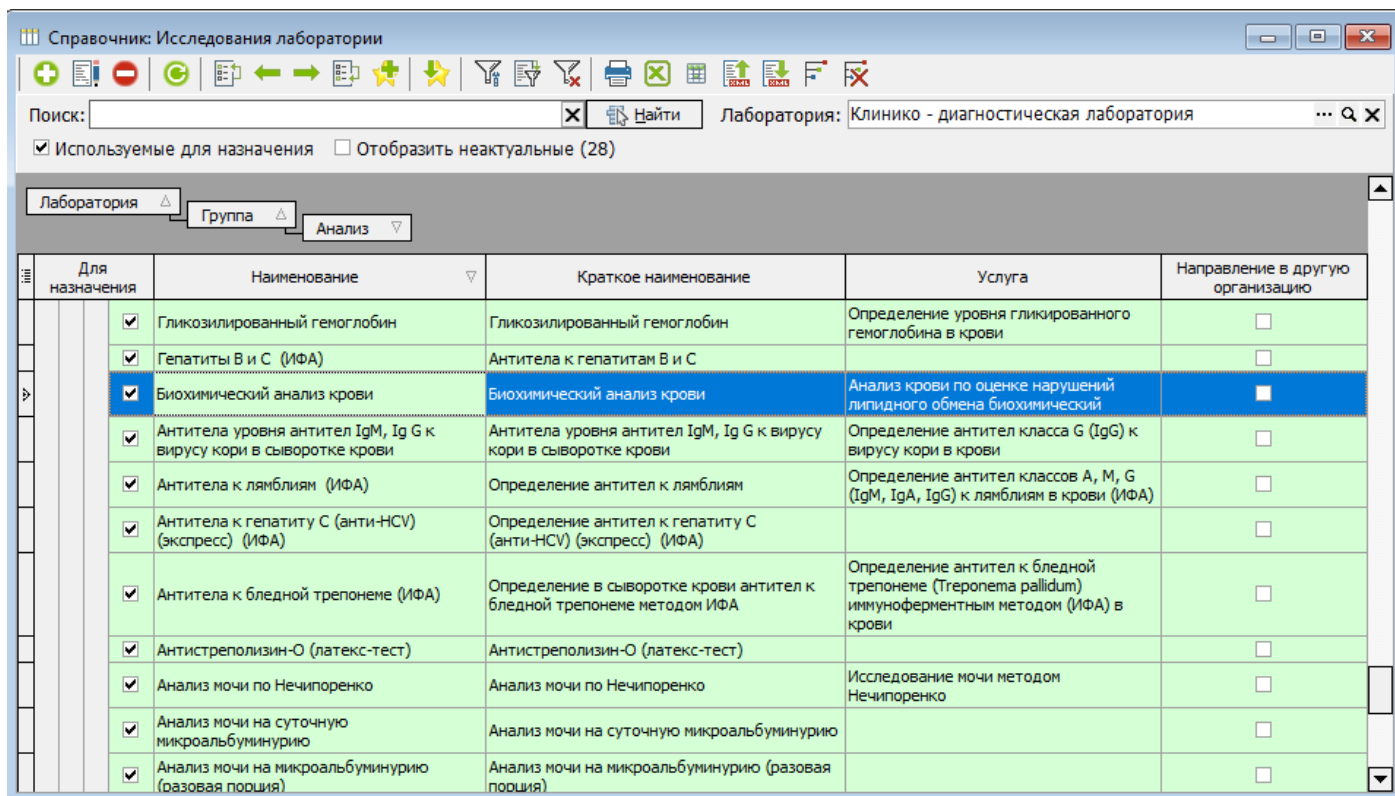 Справочник: Исследования лаборатории
Поиск:
Найти
Лаборатория: Клинико - диагностическая лаборатория
Используемые для назначения
Отобразить неактуальные (28)
Лаборатория
Группа
Анализ
Для
назначения
Наименование
Краткое наименование
Услуга
Направление в другую
организацию
Гликозилированный гемоглобин
Гликозилированный гемоглобин
Определение уровня гликированного
гемоглобина в крови
Гепатиты В и С (ИФА)
Антитела к гепатитам В и С
Биохимический анализ крови
Биохимический анализ крови
Анализ крови по оценке нарушений
липидного обмена биохимический
Антитела уровня антител IgM, Ig G к
вирусу кори в сыворотке крови
Антитела уровня антител IgM, Ig G к вирусу
кори в сыворотке крови
Определение антител класса G (IgG) к
вирусу кори в крови
Антитела к лямблиям (ИФА)
Определение антител к лямблиям
Определение антител классов A, M, G
(IgM, IgA, IgG) к лямблиям в крови (ИФА)
Антитела к гепатиту С (анти-HCV)
(экспресс) (ИФА)
Определение антител к гепатиту С
(анти-HCV) (экспресс) (ИФА)
Антитела к бледной трепонеме (ИФА)
Определение в сыворотке крови антител к
бледной трепонеме методом ИФА
Определение антител к бледной
трепонеме (Treponema pallidum)
иммуноферментным методом (ИФА) в
крови
Антистреполизин-О (латекс-тест)
Антистреполизин-О (латекс-тест)
Анализ мочи по Нечипоренко
Анализ мочи по Нечипоренко
Исследование мочи методом
Нечипоренко
Анализ мочи на суточную
микроальбуминурию
Анализ мочи на суточную микроальбуминурию
Анализ мочи на микроальбуминурию
(разовая порция)
Анализ мочи на микроальбуминурию (разовая
порция)